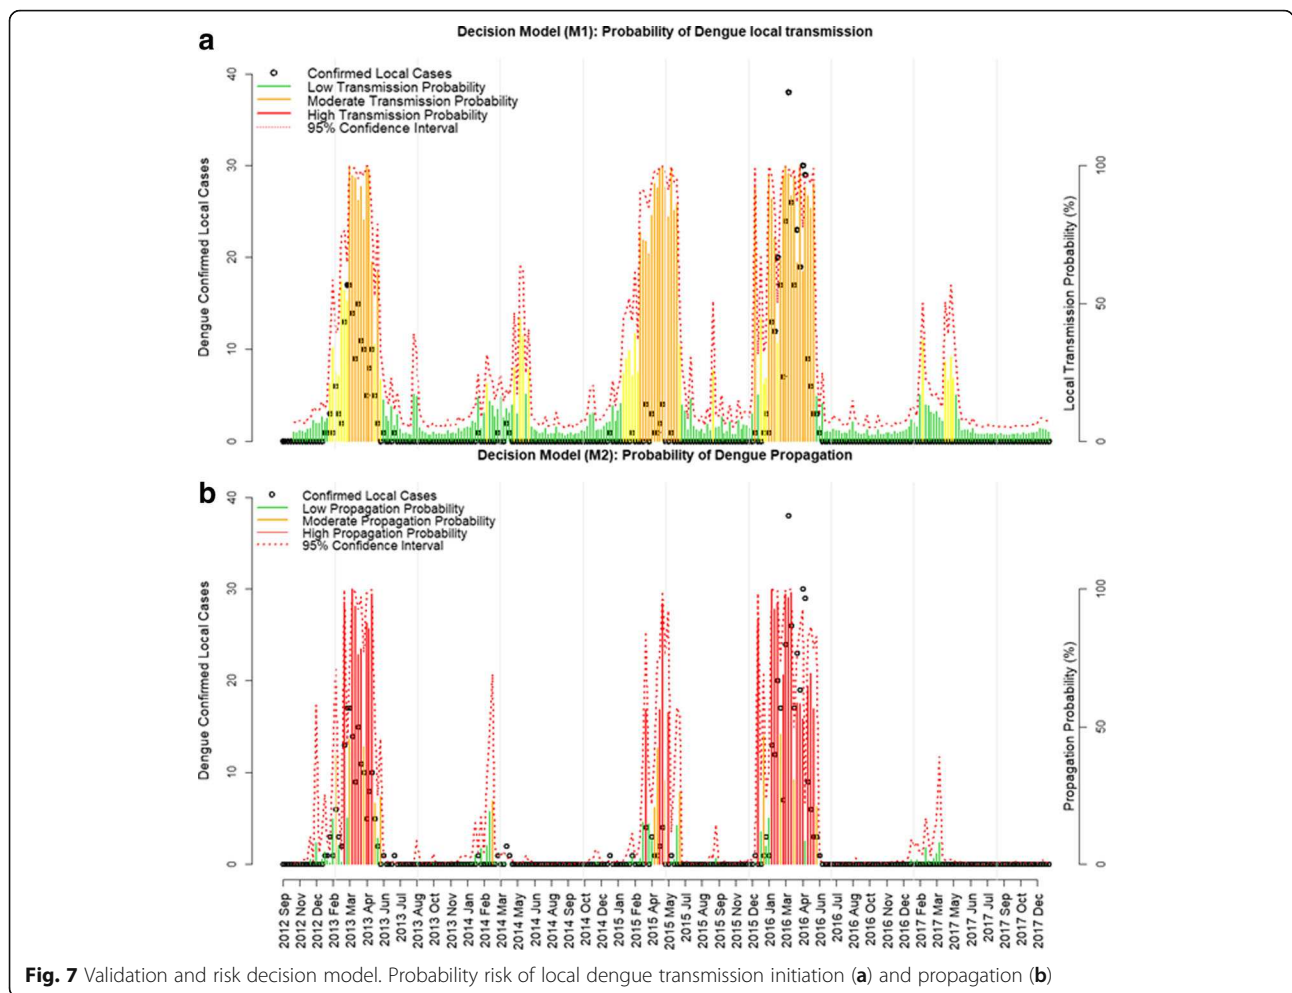 a
Decision Model (M1): Probability of Dengue local transmission
Confirmed Local Cases
Low Transmission Probability
Moderate Transmission Probability
High Transmission Probability
95% Confidence Interval
40
30
20
10
0
Dengue Confirmed Local Cases
100
50
0
Local Transmission Probability (%)
b
Decision Model (M2): Probability of Dengue Propagation
Confirmed Local Cases
Low Propagation Probability
Moderate Propagation Probability
High Propagation Probability
95% Confidence Interval
40
30
20
10
0
Dengue Confirmed Local Cases
100
50
0
Propagation Probability (%)
2012 Sep
2012 Nov
2012 Dec
2013 Feb
2013 Mar
2013 Apr
2013 Jul
2013 Aug
2013 Oct
2013 Nov
2014 Jan
2014 Feb
2014 Mar
2014 May
2014 Jun
2014 Aug
2014 Sep
2014 Oct
2014 Dec
2015 Jan
2015 Feb
2015 Apr
2015 May
2015 Jul
2015 Aug
2015 Sep
2015 Nov
2015 Dec
2016 Jan
2016 Mar
2016 Apr
2016 Jun
2016 Jul
2016 Aug
2016 Oct
2016 Nov
2016 Dec
2017 Feb
2017 Mar
2017 May
2017 Jun
2017 Jul
2017 Sep
2017 Oct
2017 Dec
Fig. 7 Validation and risk decision model. Probability risk of local dengue transmission initiation (a) and propagation (b)